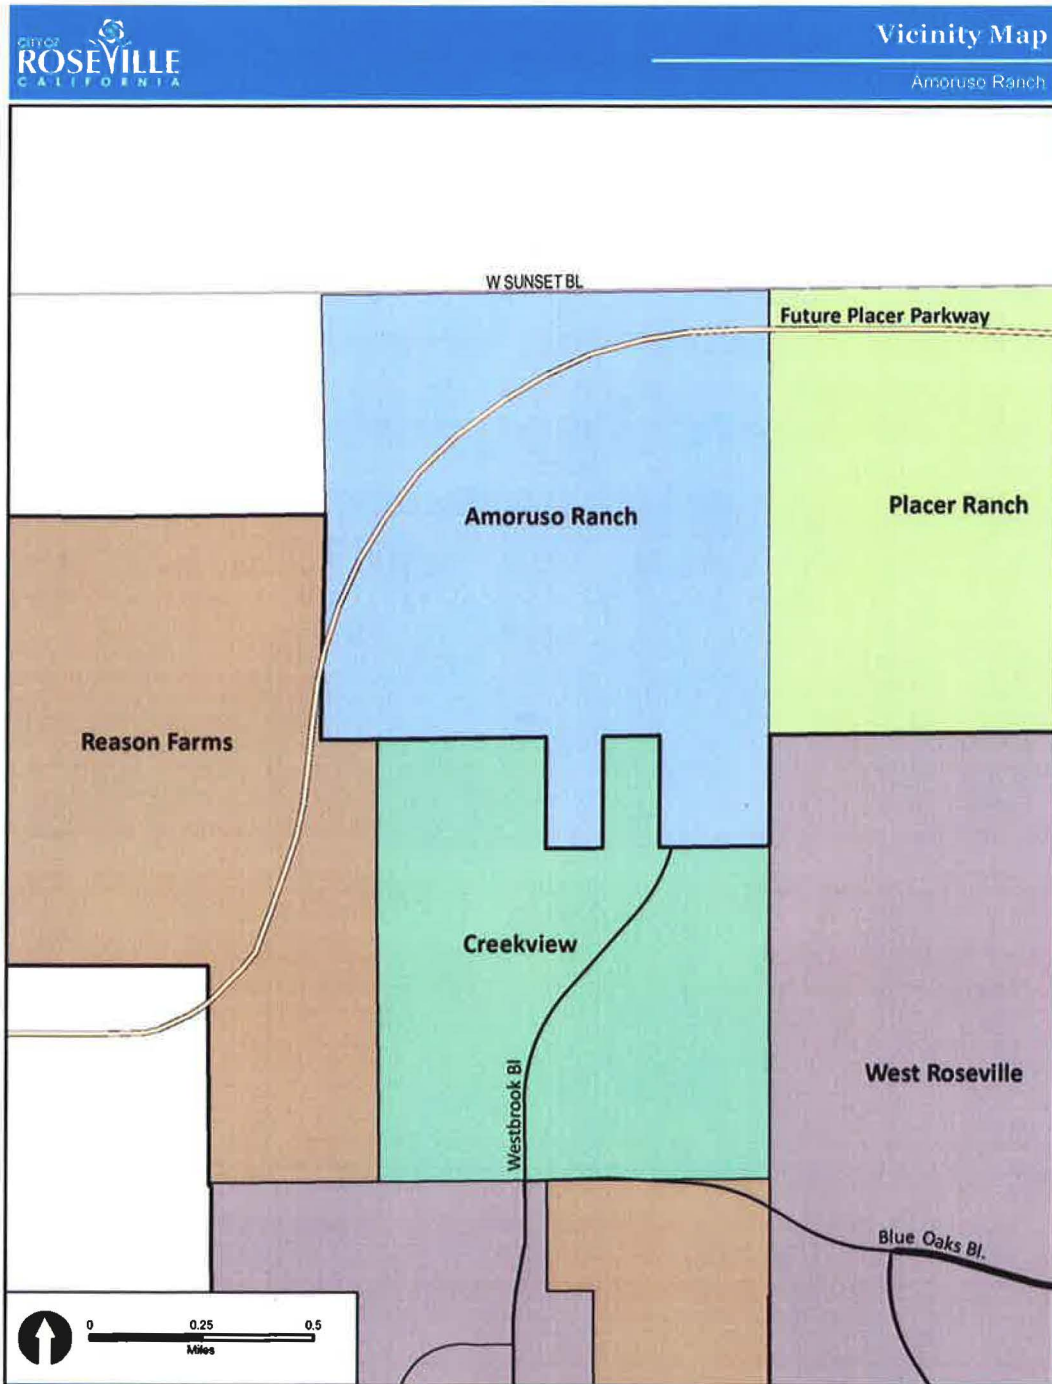 CITY OF
ROSEVILLE
CALIFORNIA
Vicinity Map
Amoruso Ranch
W SUNSET BL
Future Placer Parkway
Amoruso Ranch
Placer Ranch
Reason Farms
Creekview
Westbrook Bl
West Roseville
Blue Oaks Bl.
0 0.25 0.5
Miles